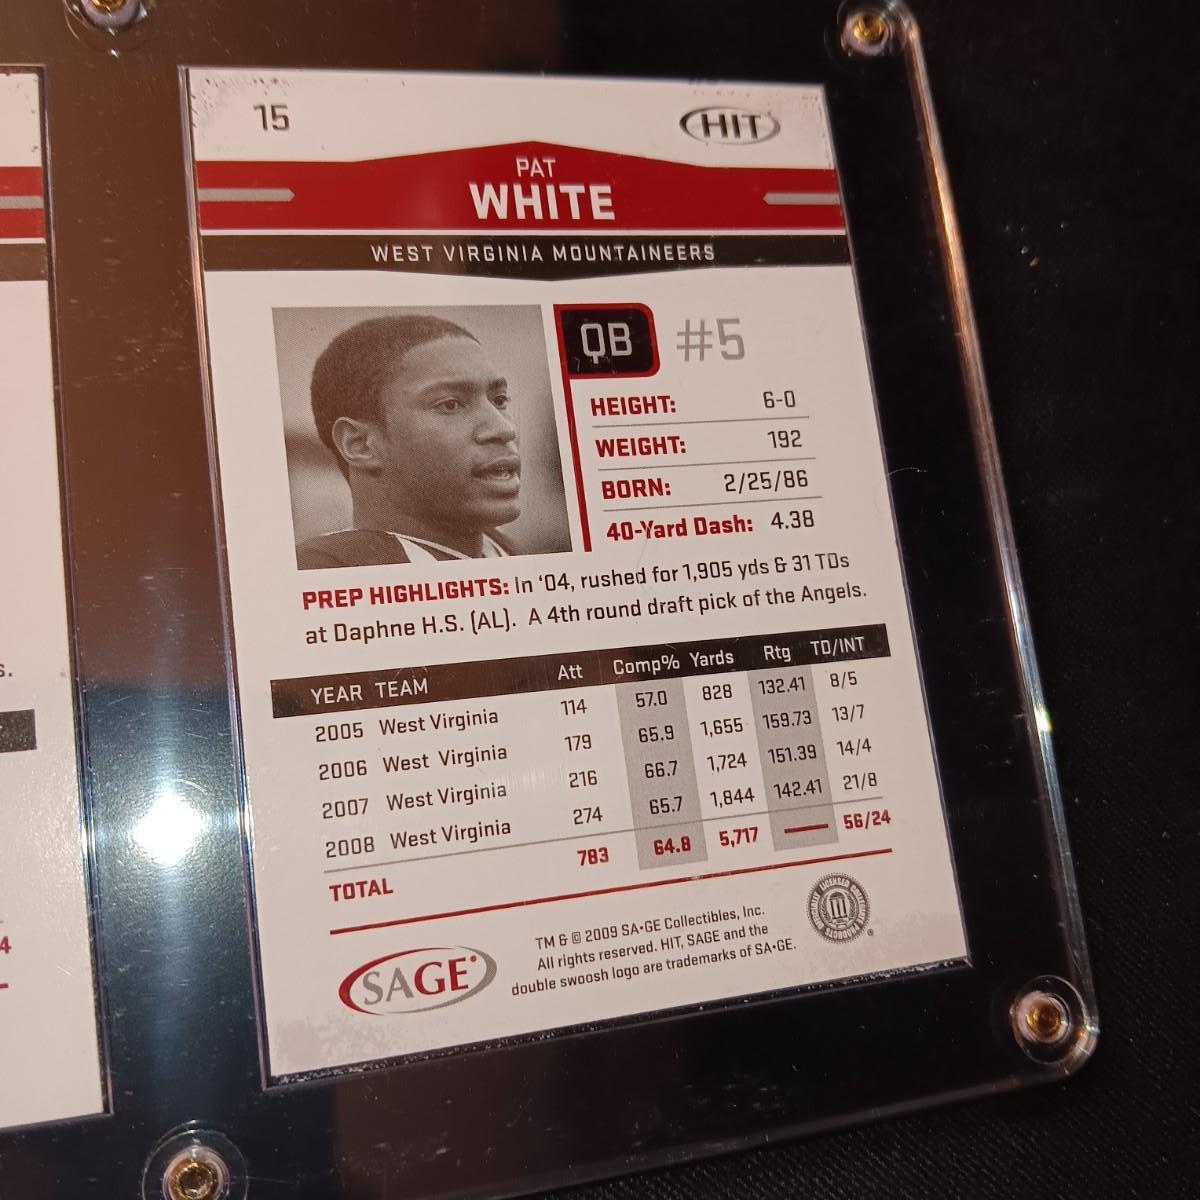 15
HIT
PAT
WHITE
WEST VIRGINIA MOUNTAINEERS
QB #5
HEIGHT: 6-0
WEIGHT: 192
BORN: 2/25/86
40-Yard Dash: 4.38
PREP HIGHLIGHTS: In '04, rushed for 1,905 yds & 31 TDs
at Daphne H.S. (AL). A 4th round draft pick of the Angels.
s.
YEAR TEAM Att Comp% Yards Rtg TD/INT
2005 West Virginia 114 57.0 828 132.41 8/5
2006 West Virginia 179 65.9 1,655 159.73 13/7
2007 West Virginia 216 66.7 1,724 151.39 14/4
2008 West Virginia 274 65.7 1,844 142.41 21/8
TOTAL 783 64.8 5,717 — 56/24
4
SAGE
TM & © 2009 SA•GE Collectibles, Inc.
All rights reserved. HIT, SAGE and the
double swoosh logo are trademarks of SA•GE.
LICENSED COLLECTIBLE PRODUCTS